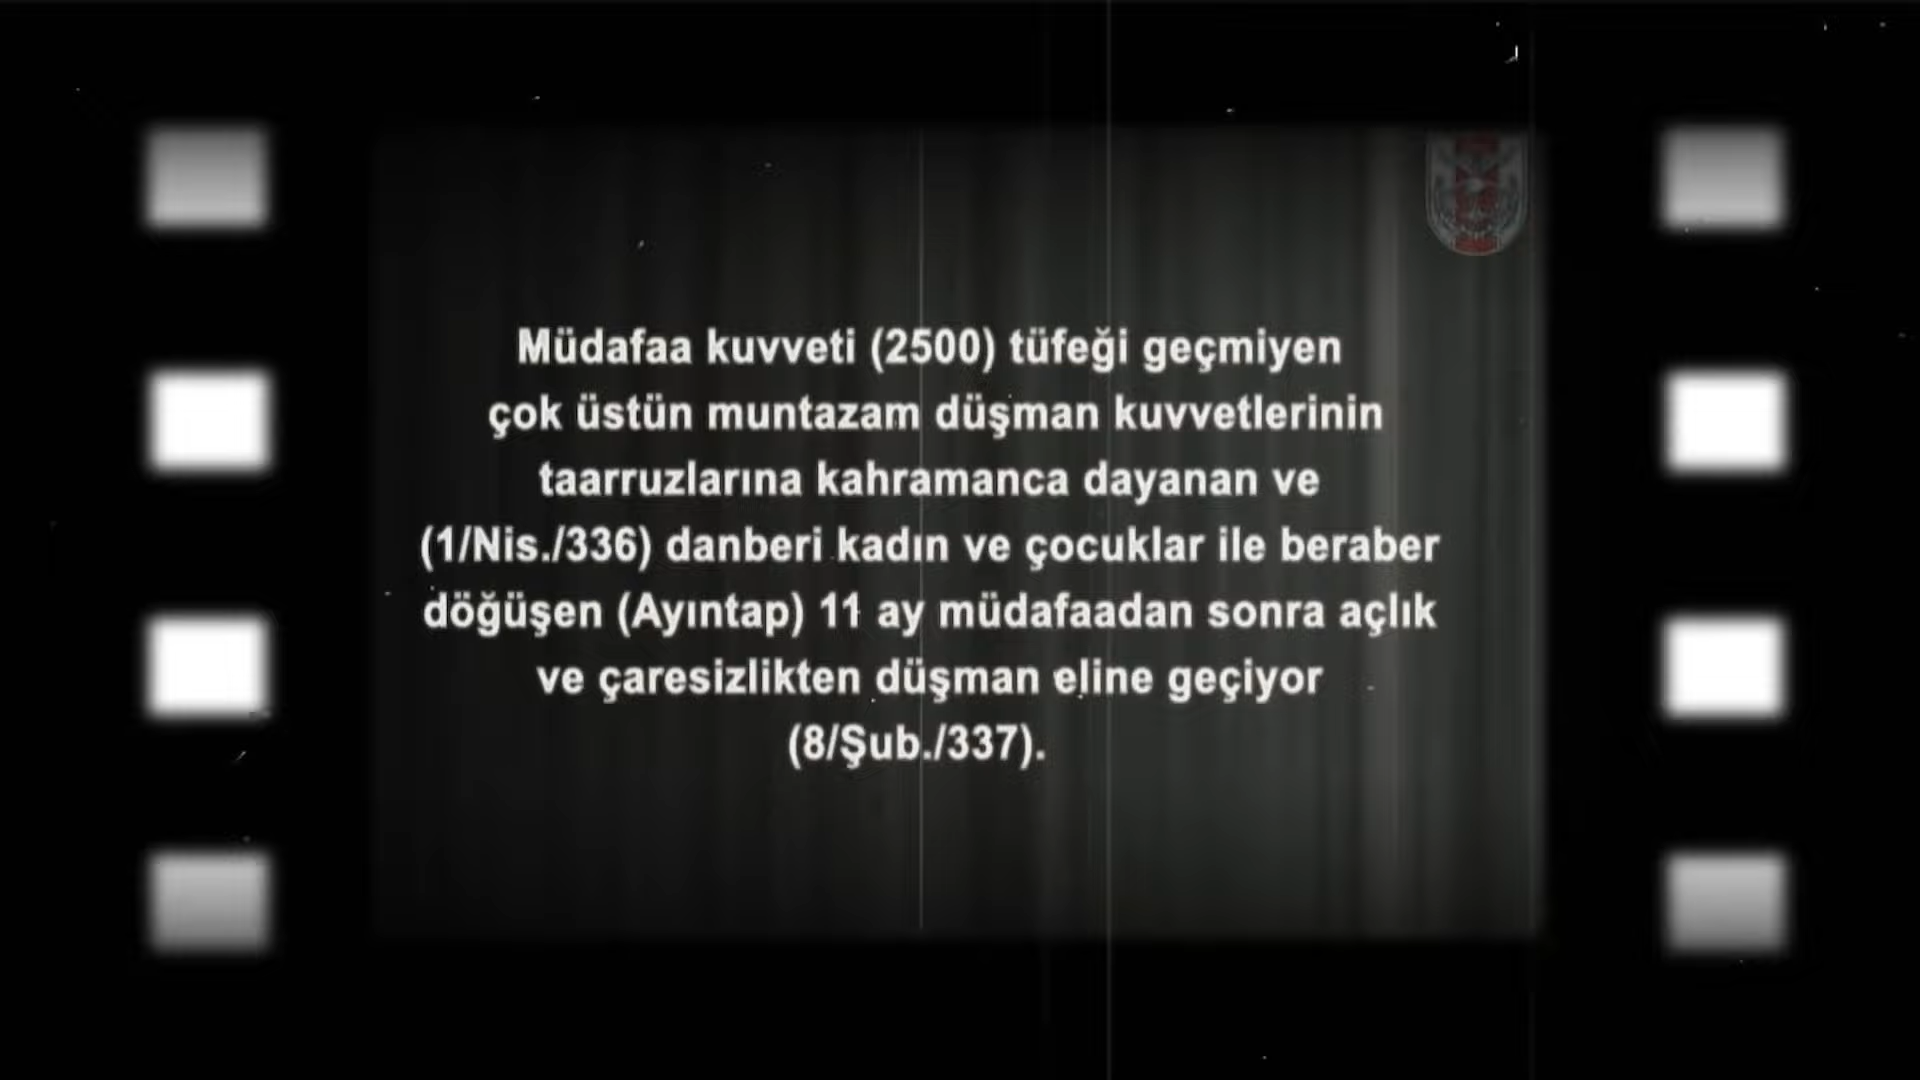 Müdafaa kuvveti (2500) tüfeği geçmiyen
çok üstün muntazam düşman kuvvetlerinin
taarruzlarına kahramanca dayanan ve
(1/Nis./336) danberi kadın ve çocuklar ile beraber
döğüşen (Ayıntap) 11 ay müdafaadan sonra açlık
ve çaresizlikten düşman eline geçiyor
(8/Şub./337).